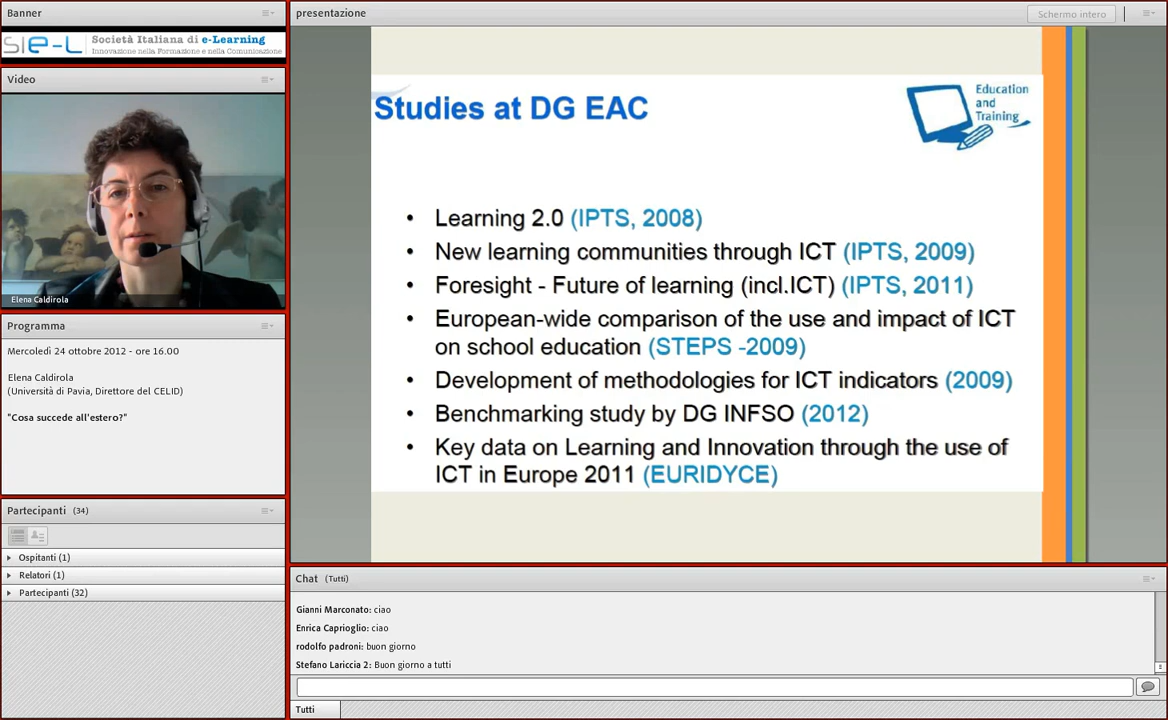 Banner
sıe-L Società Italiana di e-Learning
Innovazione nella Formazione e nella Comunicazione
Video
Elena Caldirola
Programma
Mercoledì 24 ottobre 2012 - ore 16.00
Elena Caldirola
(Università di Pavia, Direttore del CELID)
"Cosa succede all'estero?"
Partecipanti (34)
Ospitanti (1)
Relatori (1)
Partecipanti (32)
presentazione
Schermo intero
Studies at DG EAC
Education
and
Training
• Learning 2.0 (IPTS, 2008)
• New learning communities through ICT (IPTS, 2009)
• Foresight - Future of learning (incl.ICT) (IPTS, 2011)
• European-wide comparison of the use and impact of ICT
on school education (STEPS -2009)
• Development of methodologies for ICT indicators (2009)
• Benchmarking study by DG INFSO (2012)
• Key data on Learning and Innovation through the use of
ICT in Europe 2011 (EURIDYCE)
Chat (Tutti)
Gianni Marconato: ciao
Enrica Caprioglio: ciao
rodolfo padroni: buon giorno
Stefano Lariccia 2: Buon giorno a tutti
Tutti